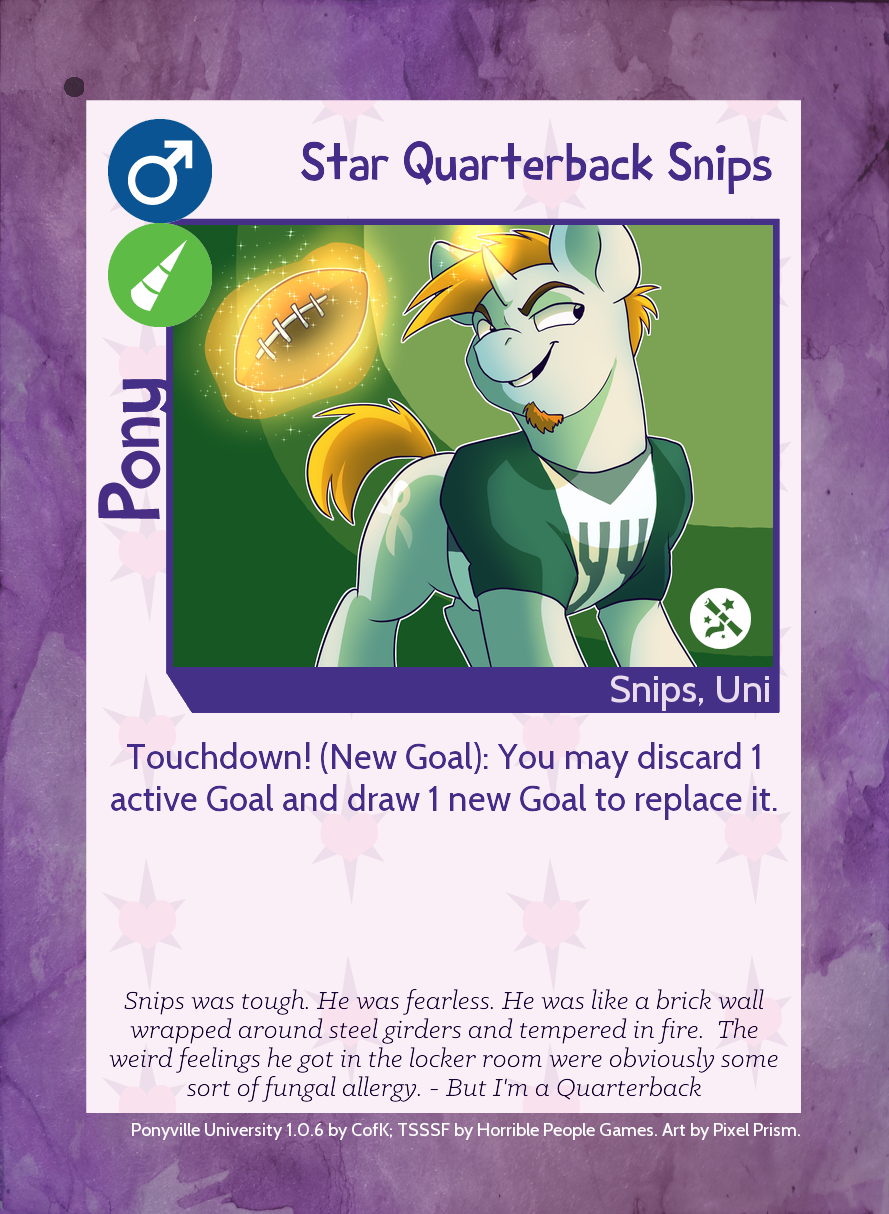 Star Quarterback Snips
Pony
yu
Snips, Uni
Touchdown! (New Goal): You may discard 1
active Goal and draw 1 new Goal to replace it.
Snips was tough. He was fearless. He was like a brick wall
wrapped around steel girders and tempered in fire.  The
weird feelings he got in the locker room were obviously some
sort of fungal allergy. - But I'm a Quarterback
Ponyville University 1.0.6 by CofK; TSSSF by Horrible People Games. Art by Pixel Prism.